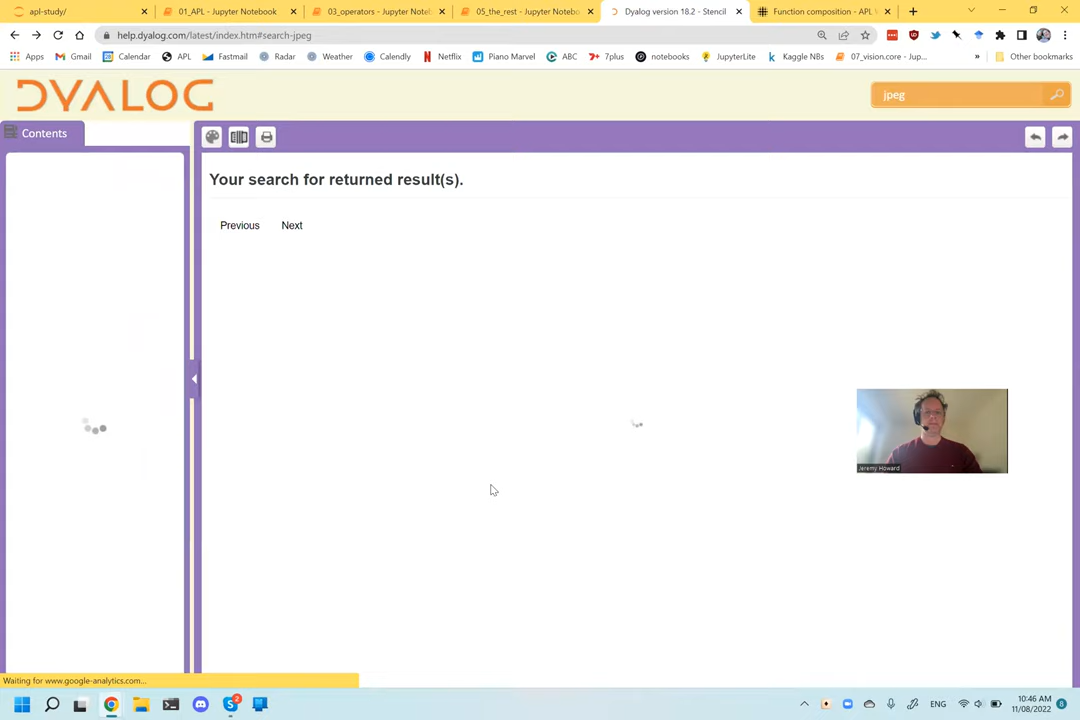 apl-study/
01_APL - Jupyter Notebook
03_operators - Jupyter Noteb
05_the_rest - Jupyter Notebo
Dyalog version 18.2 - Stencil
Function composition - APL W
help.dyalog.com/latest/index.htm#search-jpeg
Apps
Gmail
Calendar
APL
Fastmail
Radar
Weather
Calendly
Netflix
Piano Marvel
ABC
7plus
notebooks
JupyterLite
Kaggle NBs
07_vision.core - Jup...
»
Other bookmarks
DYALOG
jpeg
Contents
Your search for returned result(s).
Previous
Next
Jeremy Howard
Waiting for www.google-analytics.com...
2
ENG
10:46 AM
11/08/2022
8